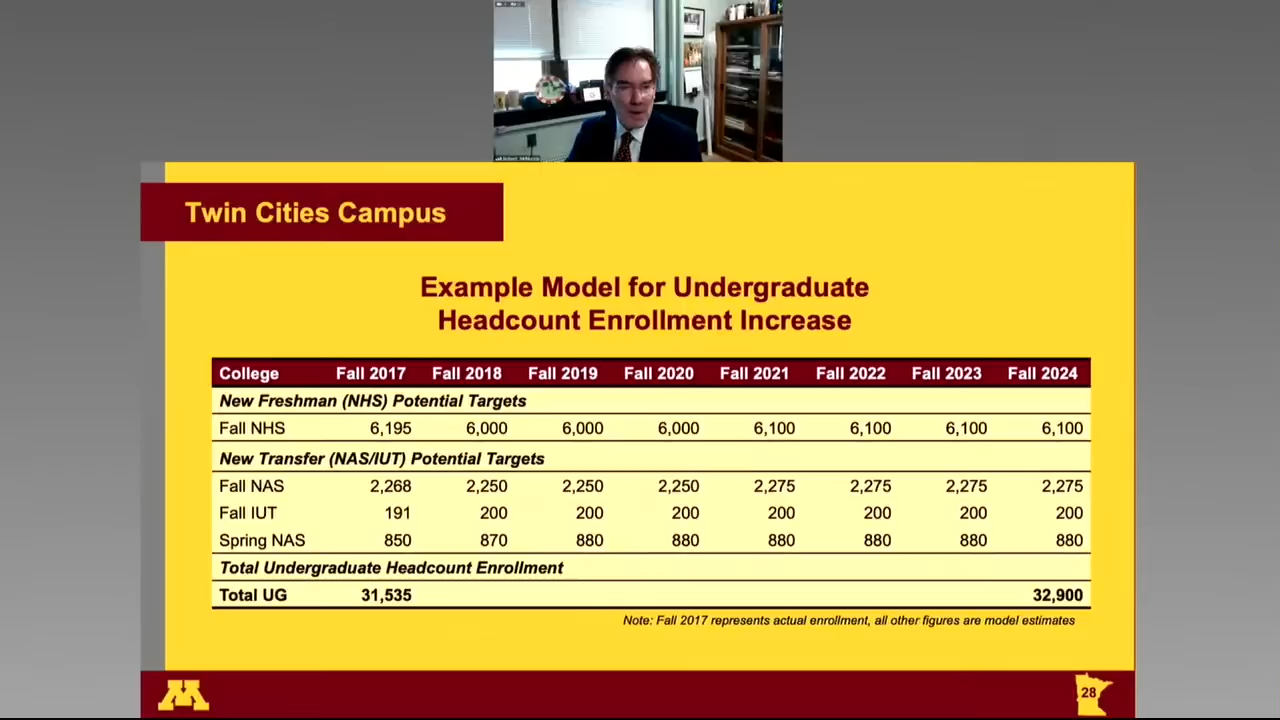 Twin Cities Campus
Example Model for Undergraduate
Headcount Enrollment Increase
College Fall 2017 Fall 2018 Fall 2019 Fall 2020 Fall 2021 Fall 2022 Fall 2023 Fall 2024
New Freshman (NHS) Potential Targets
Fall NHS 6,195 6,000 6,000 6,000 6,100 6,100 6,100 6,100
New Transfer (NAS/IUT) Potential Targets
Fall NAS 2,268 2,250 2,250 2,250 2,275 2,275 2,275 2,275
Fall IUT 191 200 200 200 200 200 200 200
Spring NAS 850 870 880 880 880 880 880 880
Total Undergraduate Headcount Enrollment
Total UG 31,535 32,900
Note: Fall 2017 represents actual enrollment, all other figures are model estimates
M 28